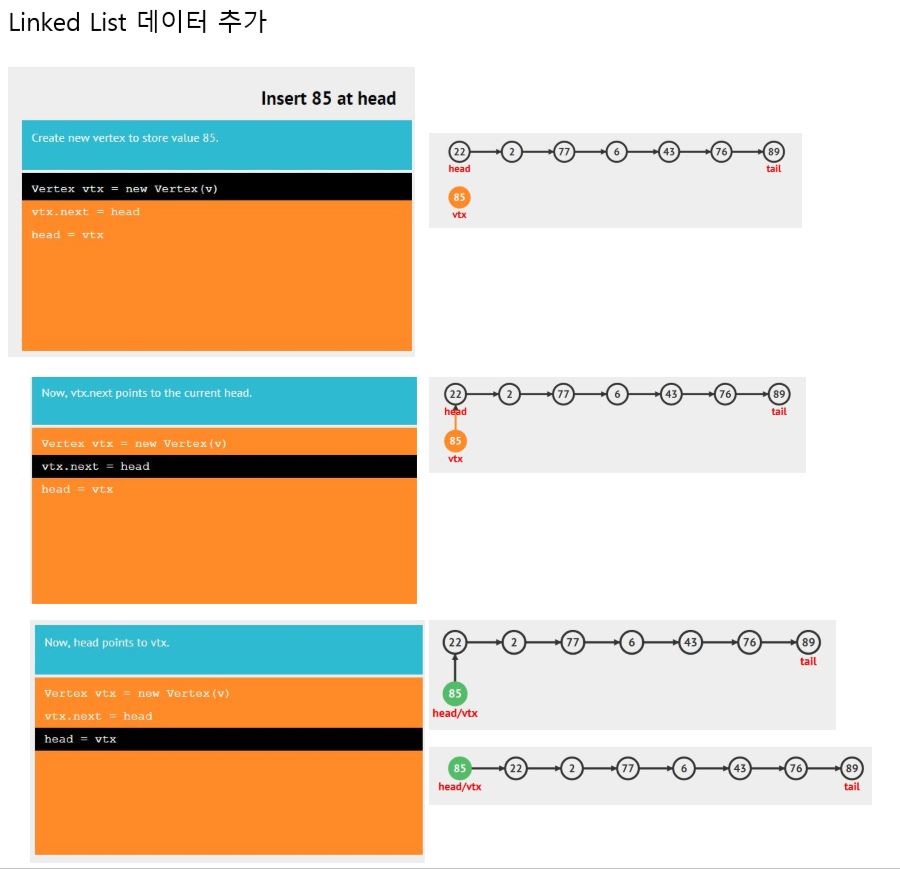 Linked List 데이터 추가
Insert 85 at head
Create new vertex to store value 85.
Vertex vtx = new Vertex(v)
vtx.next = head
head = vtx
22 2 77 6 43 76 89
head tail
85
vtx
Now, vtx.next points to the current head.
Vertex vtx = new Vertex(v)
vtx.next = head
head = vtx
22 2 77 6 43 76 89
head tail
85
vtx
Now, head points to vtx.
Vertex vtx = new Vertex(v)
vtx.next = head
head = vtx
22 2 77 6 43 76 89
tail
85
head/vtx
85 22 2 77 6 43 76 89
head/vtx tail